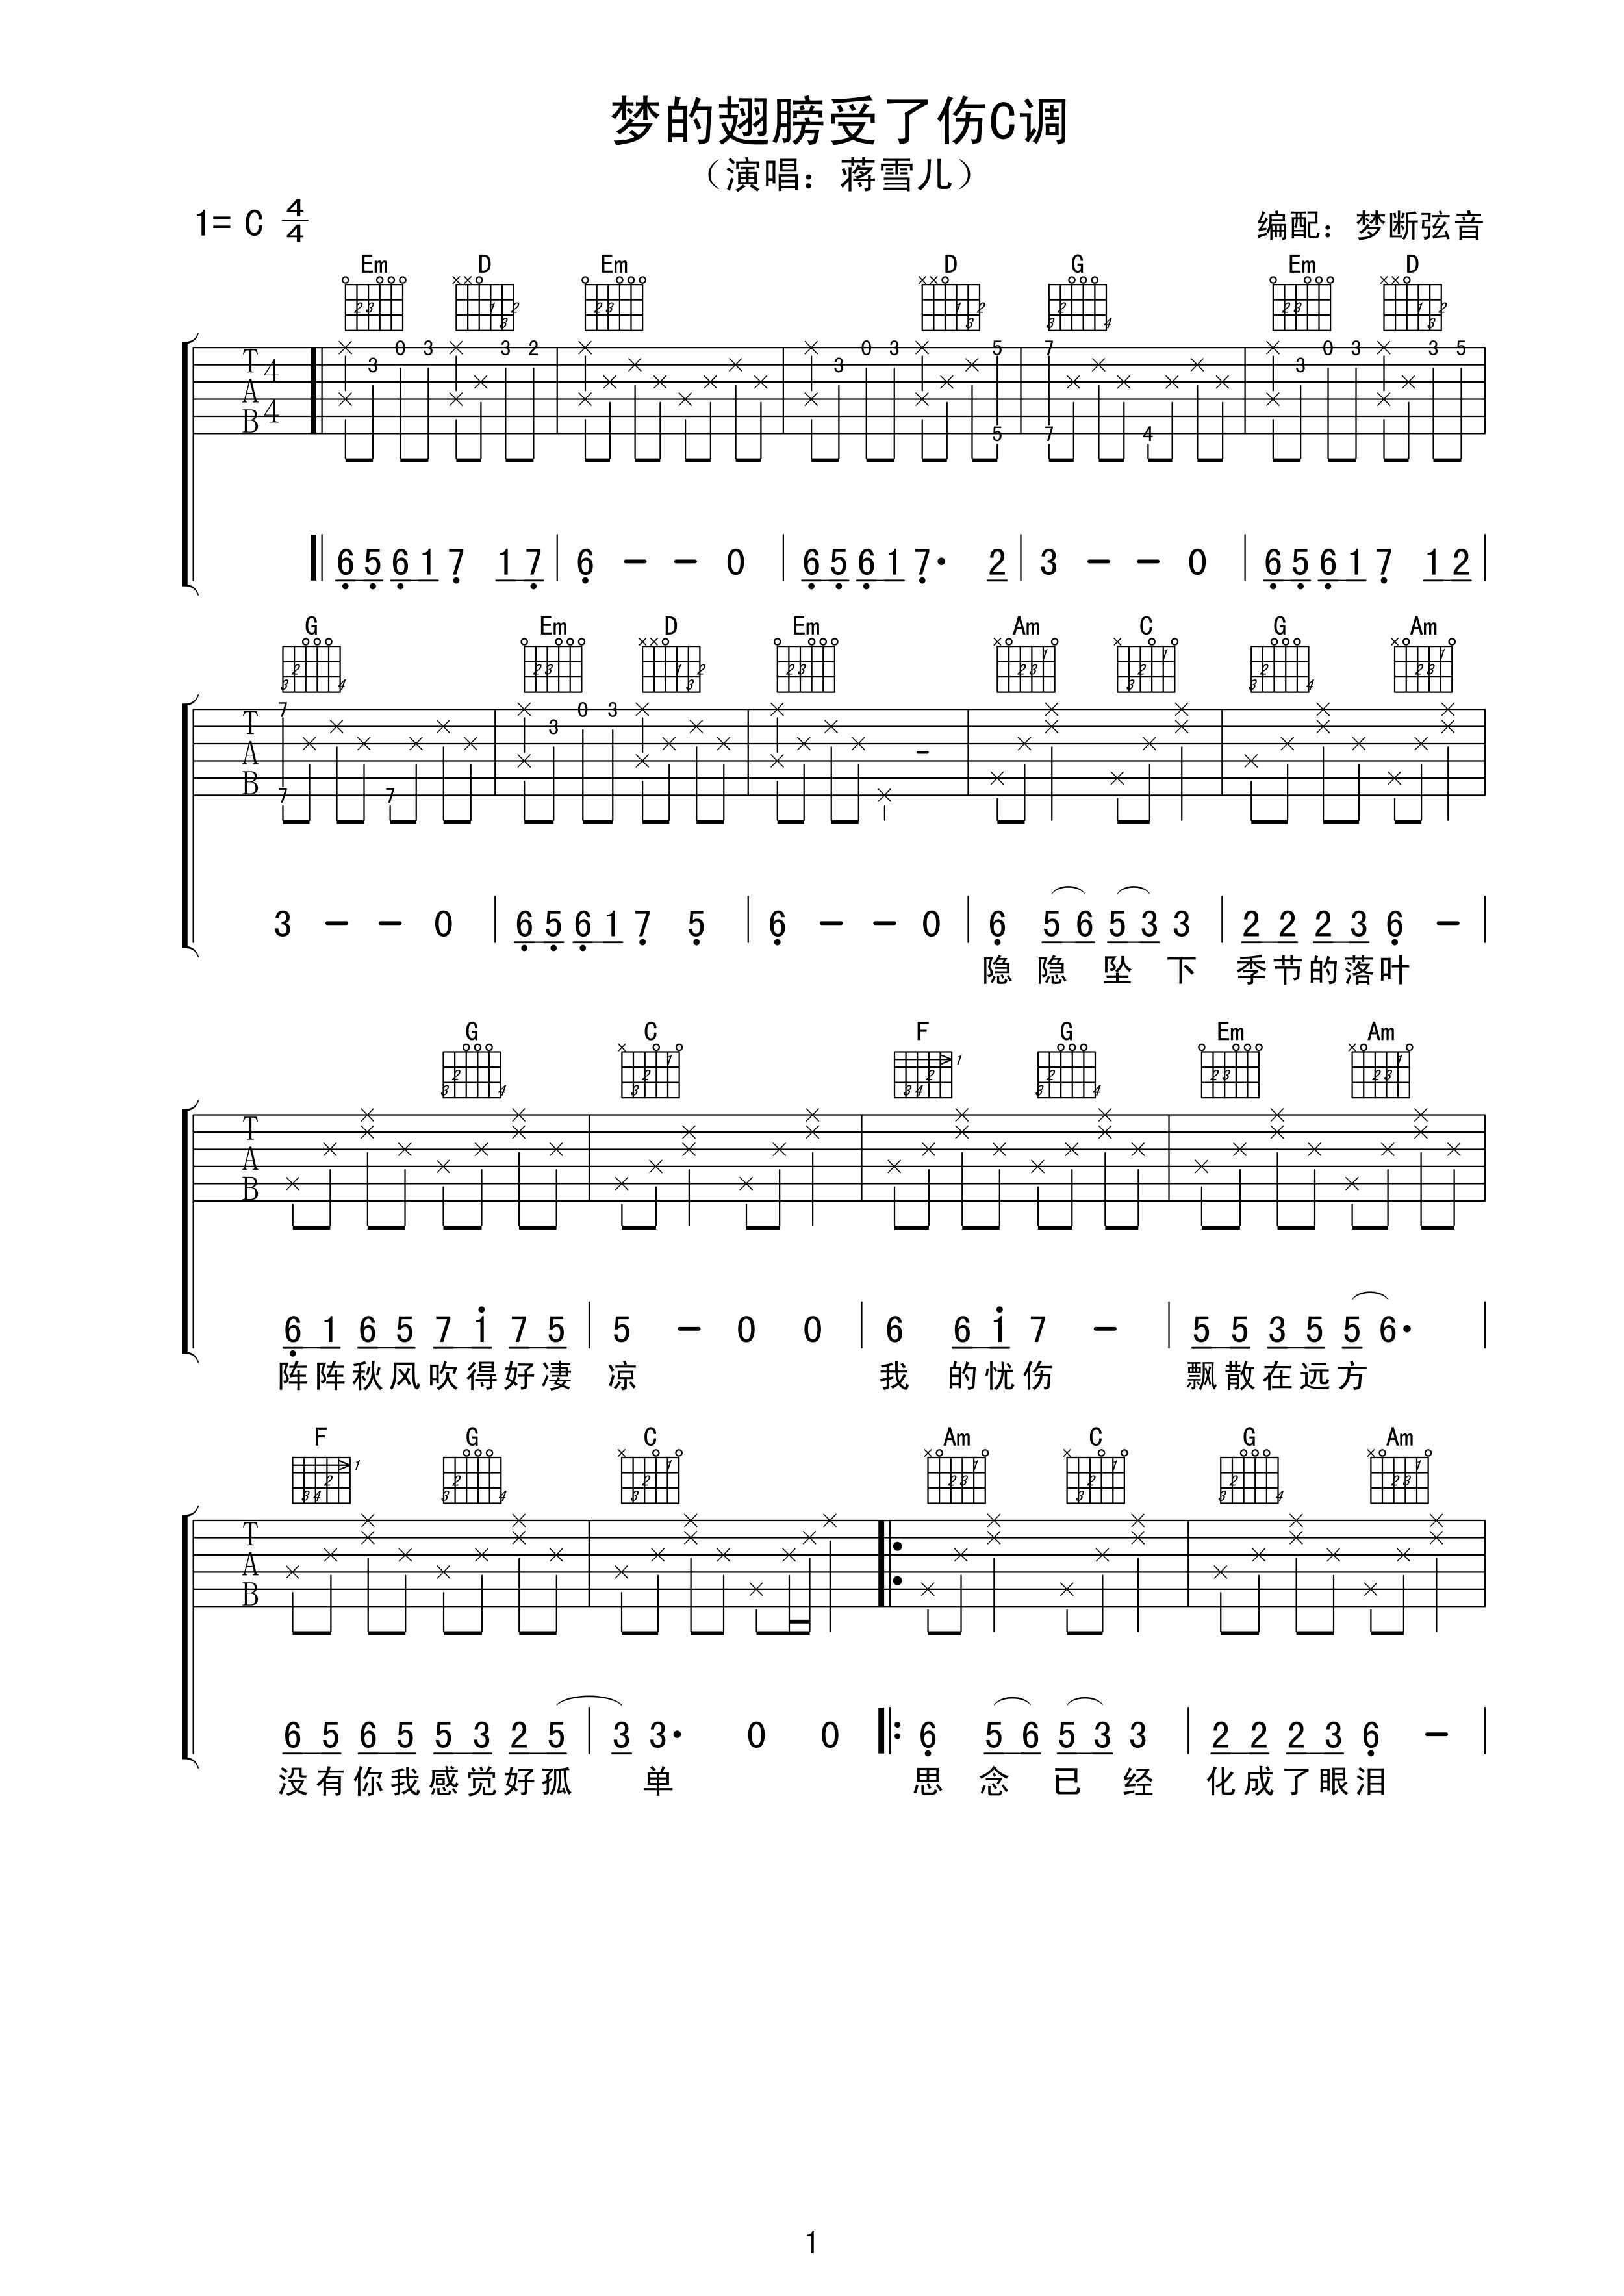 梦的翅膀受了伤C调
（演唱：蒋雪儿）
1= C 4/4
编配：梦断弦音
Em D Em D G Em D
3 0 3 3 2 3 0 3 5 7 3 0 3 3 5
5 7 4
6 5 6 1 7 1 7 | 6 — — 0 | 6 5 6 1 7· 2 | 3 — — 0 | 6 5 6 1 7 1 2
G Em D Em Am C G Am
7 3 0 3
7 7
3 — — 0 | 6 5 6 1 7 5 | 6 — — 0 | 6 5 6 5 3 3 | 2 2 2 3 6 —
隐 隐 坠 下 季节的落叶
G C F G Em Am
6 1 6 5 7 1 7 5 | 5 — 0 0 | 6 6 1 7 — | 5 5 3 5 5 6·
阵阵秋风吹得好凄 凉 我 的忧伤 飘散在远方
F G C Am C G Am
6 5 6 5 5 3 2 5 | 3 3· 0 0 |: 6 5 6 5 3 3 | 2 2 2 3 6 —
没有你我感觉好孤 单 思 念 已 经 化成了眼泪
1